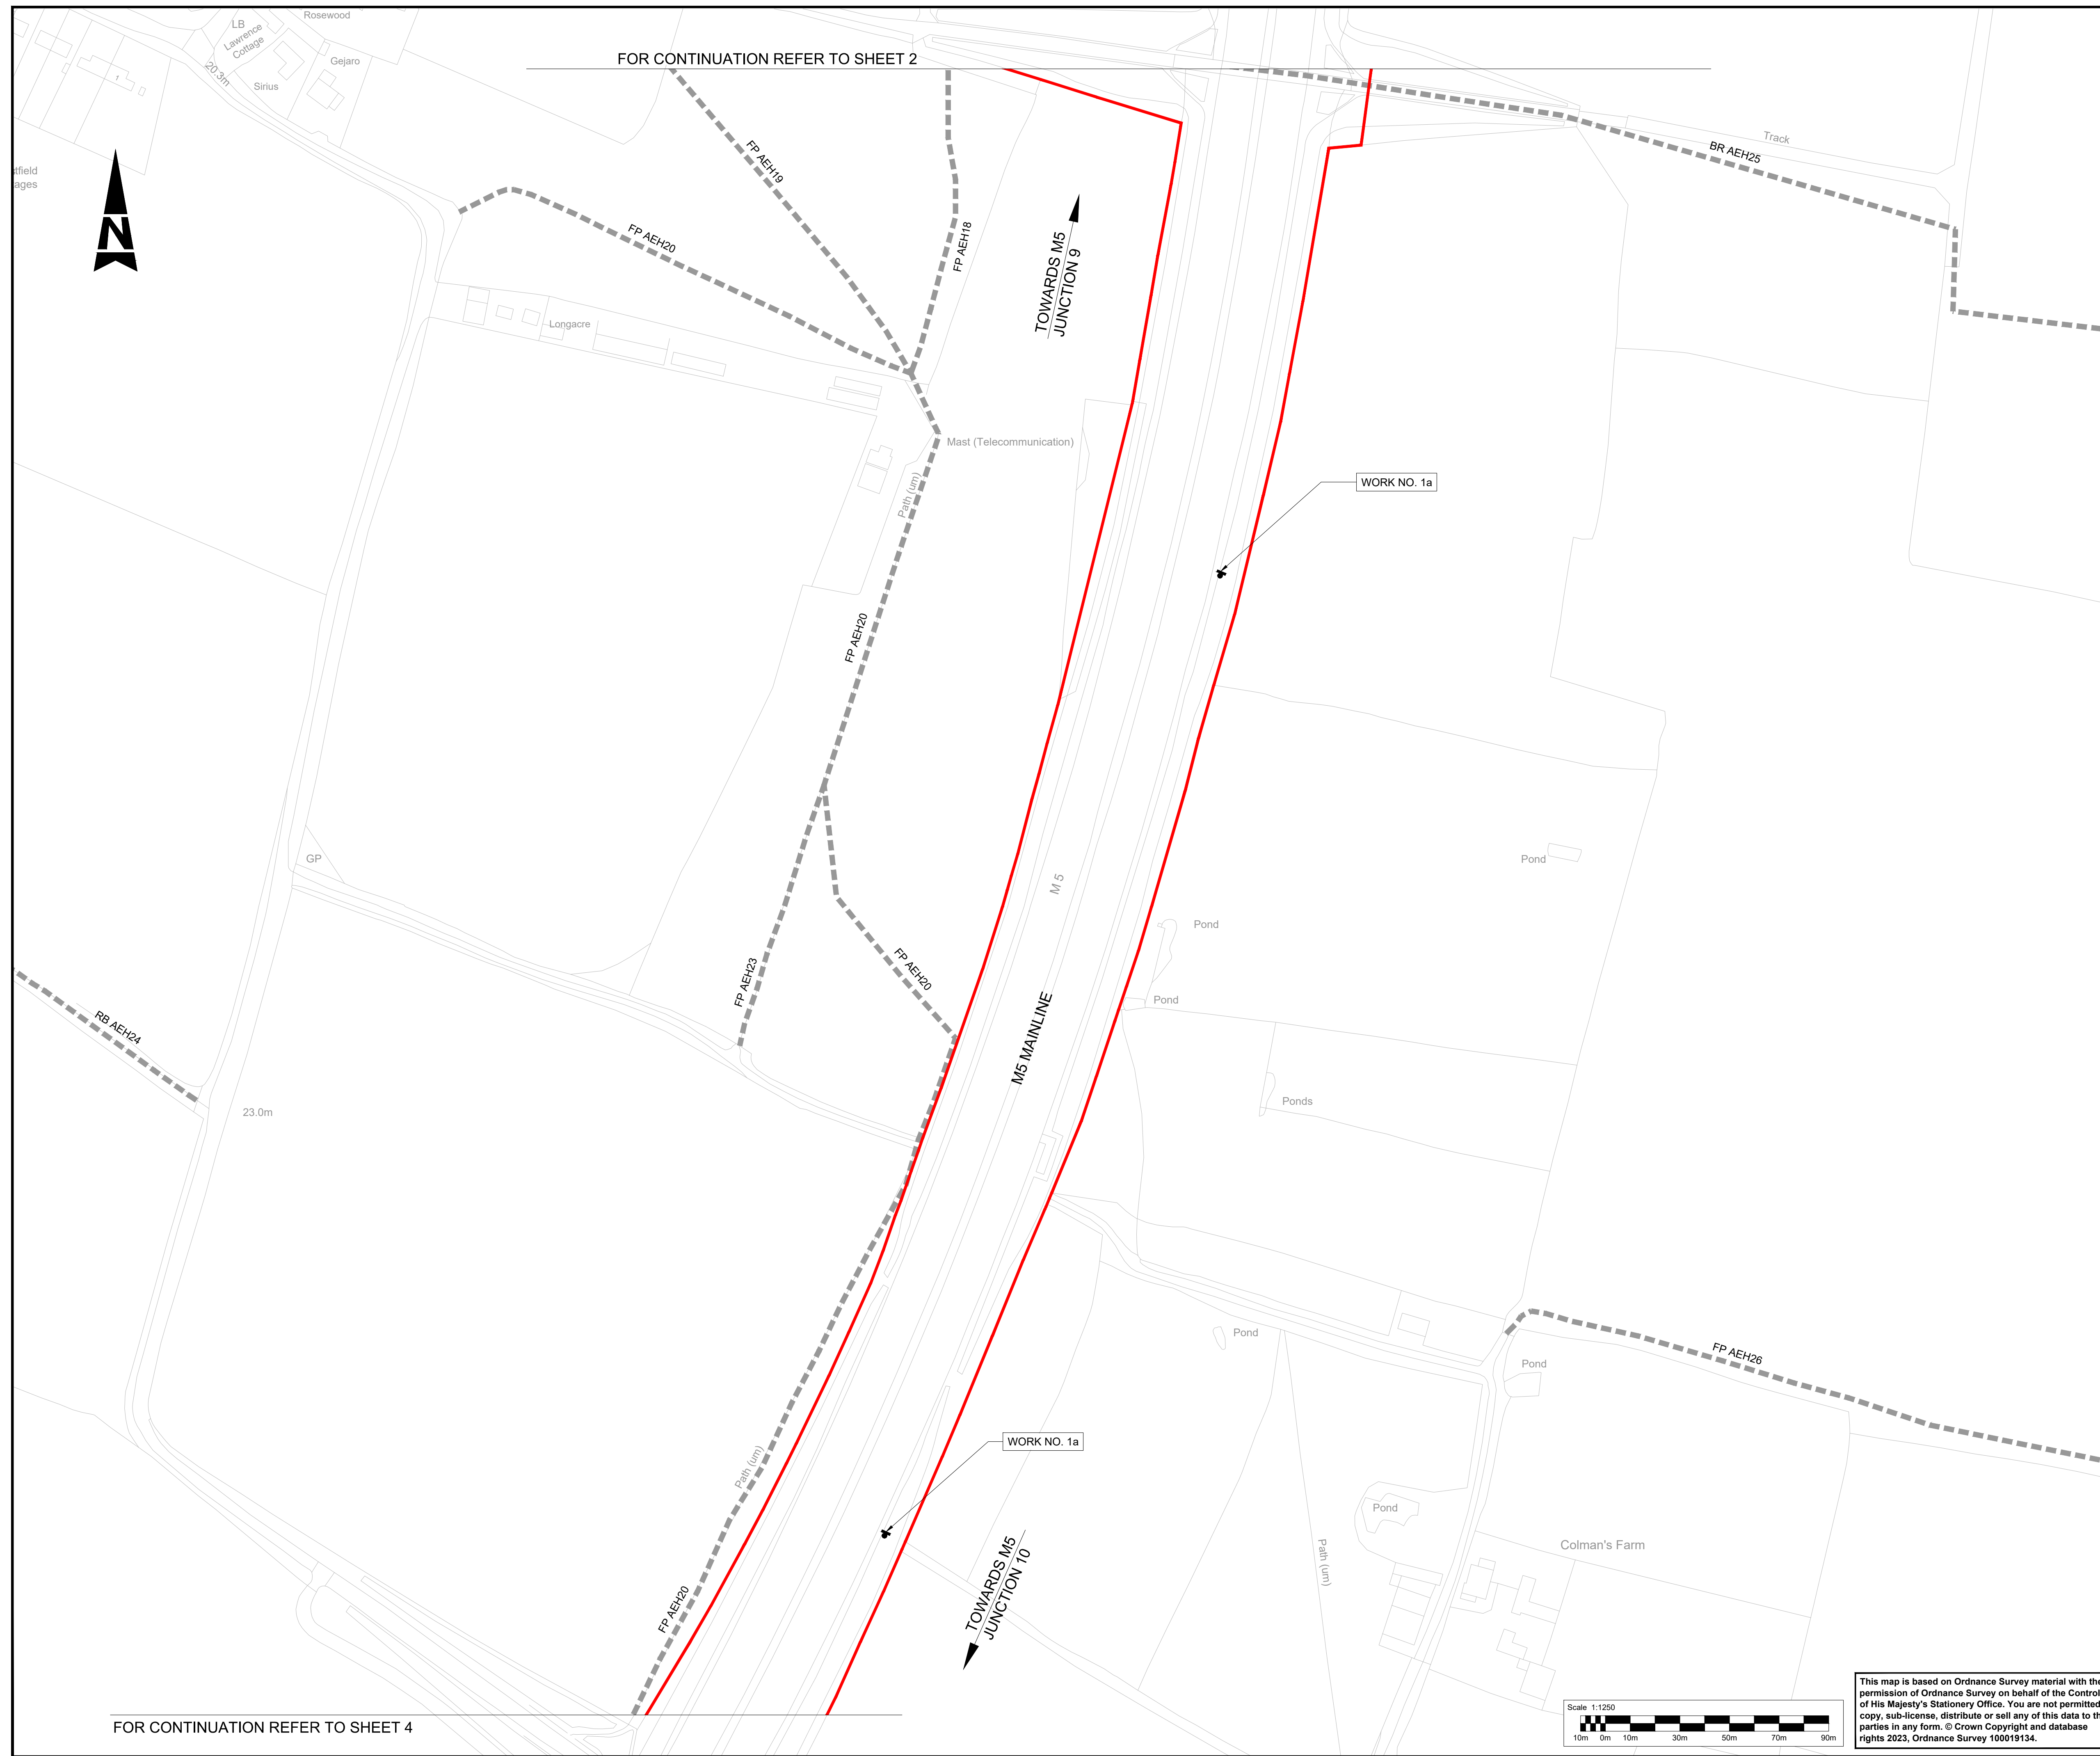 Rosewood
LB
Lawrence
Cottage
Gejaro
20.3m
Sirius
1
FOR CONTINUATION REFER TO SHEET 2
Track
BR AEH25
FP AEH19
tfield
ages
N
FP AEH20
FP AEH18
TOWARDS M5
JUNCTION 9
Longacre
Mast (Telecommunication)
Path (um)
WORK NO. 1a
FP AEH20
GP
Pond
M 5
Pond
FP AEH23
FP AEH20
Pond
M5 MAINLINE
RB AEH24
23.0m
Ponds
Pond
FP AEH26
Pond
WORK NO. 1a
Path (um)
Pond
Colman's Farm
Path (um)
TOWARDS M5
JUNCTION 10
FP AEH20
FOR CONTINUATION REFER TO SHEET 4
Scale 1:1250
10m 0m 10m 30m 50m 70m 90m
This map is based on Ordnance Survey material with the
permission of Ordnance Survey on behalf of the Control
of His Majesty's Stationery Office. You are not permitted
copy, sub-license, distribute or sell any of this data to th
parties in any form. © Crown Copyright and database
rights 2023, Ordnance Survey 100019134.